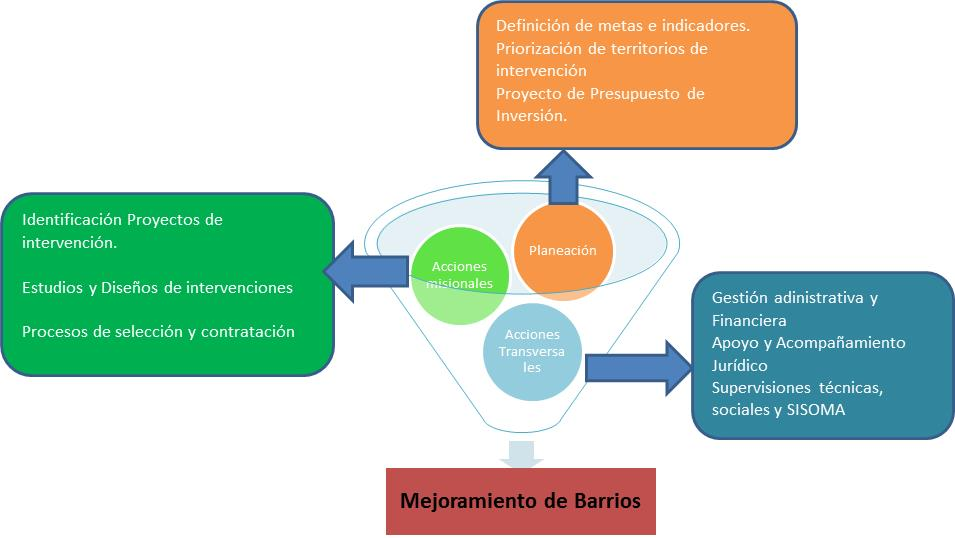 Definición de metas e indicadores.
Priorización de territorios de
intervención
Proyecto de Presupuesto de
Inversión.
Identificación Proyectos de
intervención.
Estudios y Diseños de intervenciones
Procesos de selección y contratación
Planeación
Acciones
misionales
Acciones
Transversa
les
Gestión adinistrativa y
Financiera
Apoyo y Acompañamiento
Jurídico
Supervisiones técnicas,
sociales y SISOMA
Mejoramiento de Barrios